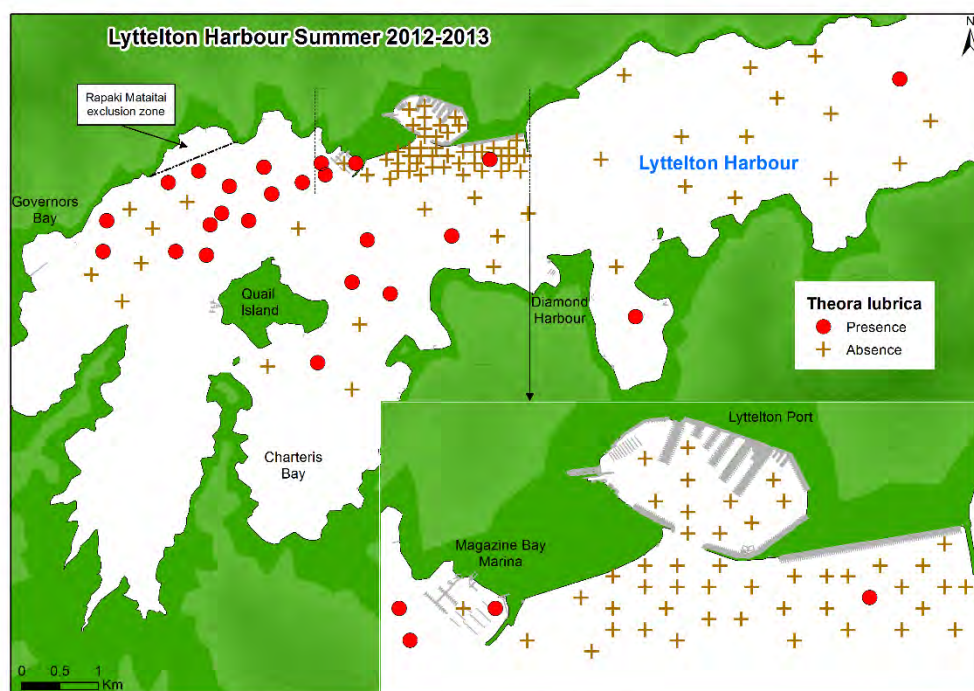 Lyttelton Harbour Summer 2012-2013
N
Rapaki Mataitai
exclusion zone
Lyttelton Harbour
Governors
Bay
Quail
Island
Diamond
Harbour
Theora lubrica
Presence
Absence
Charteris
Bay
Lyttelton Port
Magazine Bay
Marina
0 0.5 1
Km